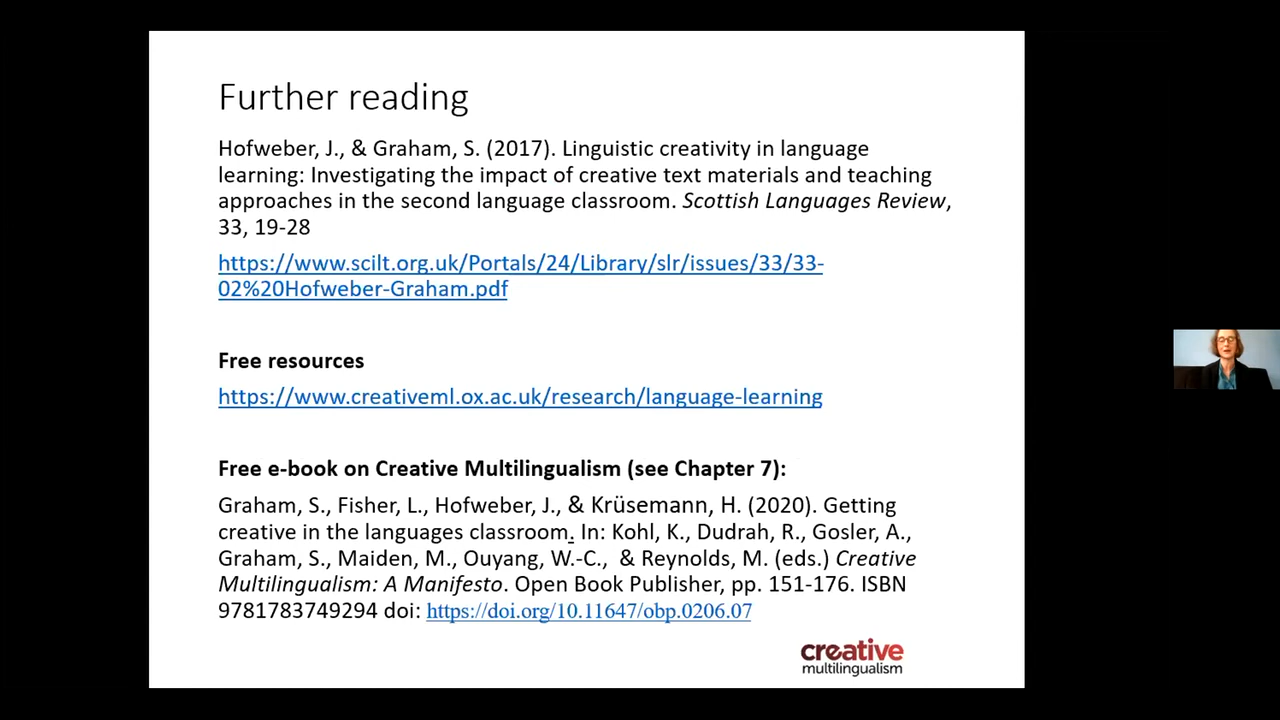 Further reading
Hofweber, J., & Graham, S. (2017). Linguistic creativity in language
learning: Investigating the impact of creative text materials and teaching
approaches in the second language classroom. Scottish Languages Review,
33, 19-28
https://www.scilt.org.uk/Portals/24/Library/slr/issues/33/33-
02%20Hofweber-Graham.pdf
Free resources
https://www.creativeml.ox.ac.uk/research/language-learning
Free e-book on Creative Multilingualism (see Chapter 7):
Graham, S., Fisher, L., Hofweber, J., & Krüsemann, H. (2020). Getting
creative in the languages classroom. In: Kohl, K., Dudrah, R., Gosler, A.,
Graham, S., Maiden, M., Ouyang, W.-C.,  & Reynolds, M. (eds.) Creative
Multilingualism: A Manifesto. Open Book Publisher, pp. 151-176. ISBN
9781783749294 doi: https://doi.org/10.11647/obp.0206.07
creative
multilingualism